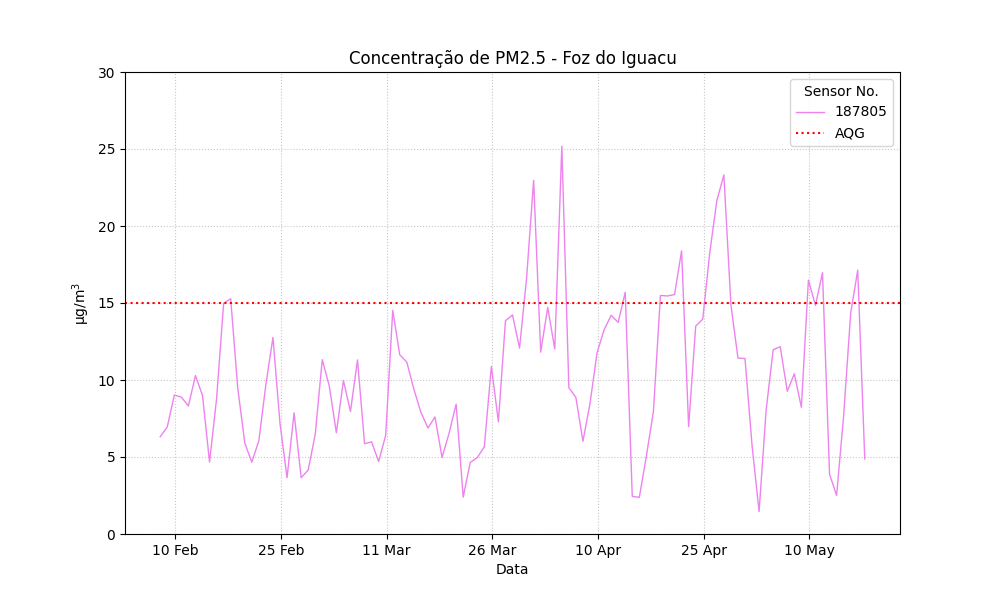 Concentração de PM2.5 - Foz do Iguacu
30
25
20
15
10
5
0
µg/m³
Sensor No.
187805
AQG
10 Feb
25 Feb
11 Mar
26 Mar
10 Apr
25 Apr
10 May
Data